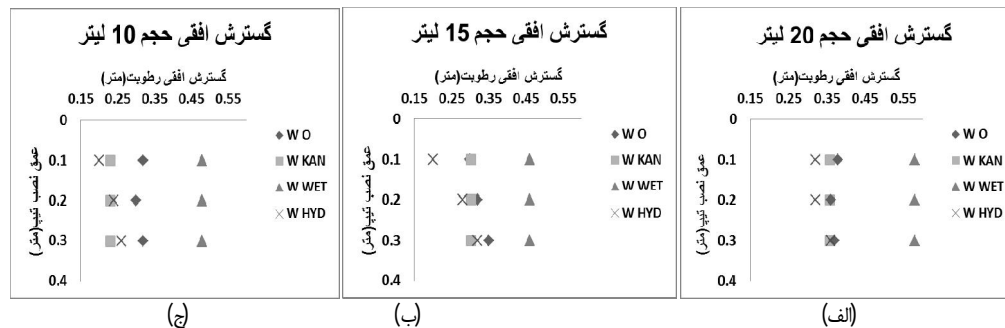 گسترش افقی حجم 20 لیتر
گسترش افقی رطوبت(متر)
0.15 0.25 0.35 0.45 0.55
عمق نصب تیپ(متر)
0
0.1
0.2
0.3
0.4
W O
W KAN
W WET
W HYD
(الف)
گسترش افقی حجم 15 لیتر
گسترش افقی رطوبت(متر)
0.15 0.25 0.35 0.45 0.55
عمق نصب تیپ(متر)
0
0.1
0.2
0.3
0.4
W O
W KAN
W WET
W HYD
(ب)
گسترش افقی حجم 10 لیتر
گسترش افقی رطوبت(متر)
0.15 0.25 0.35 0.45 0.55
عمق نصب تیپ(متر)
0
0.1
0.2
0.3
0.4
W O
W KAN
W WET
W HYD
(ج)